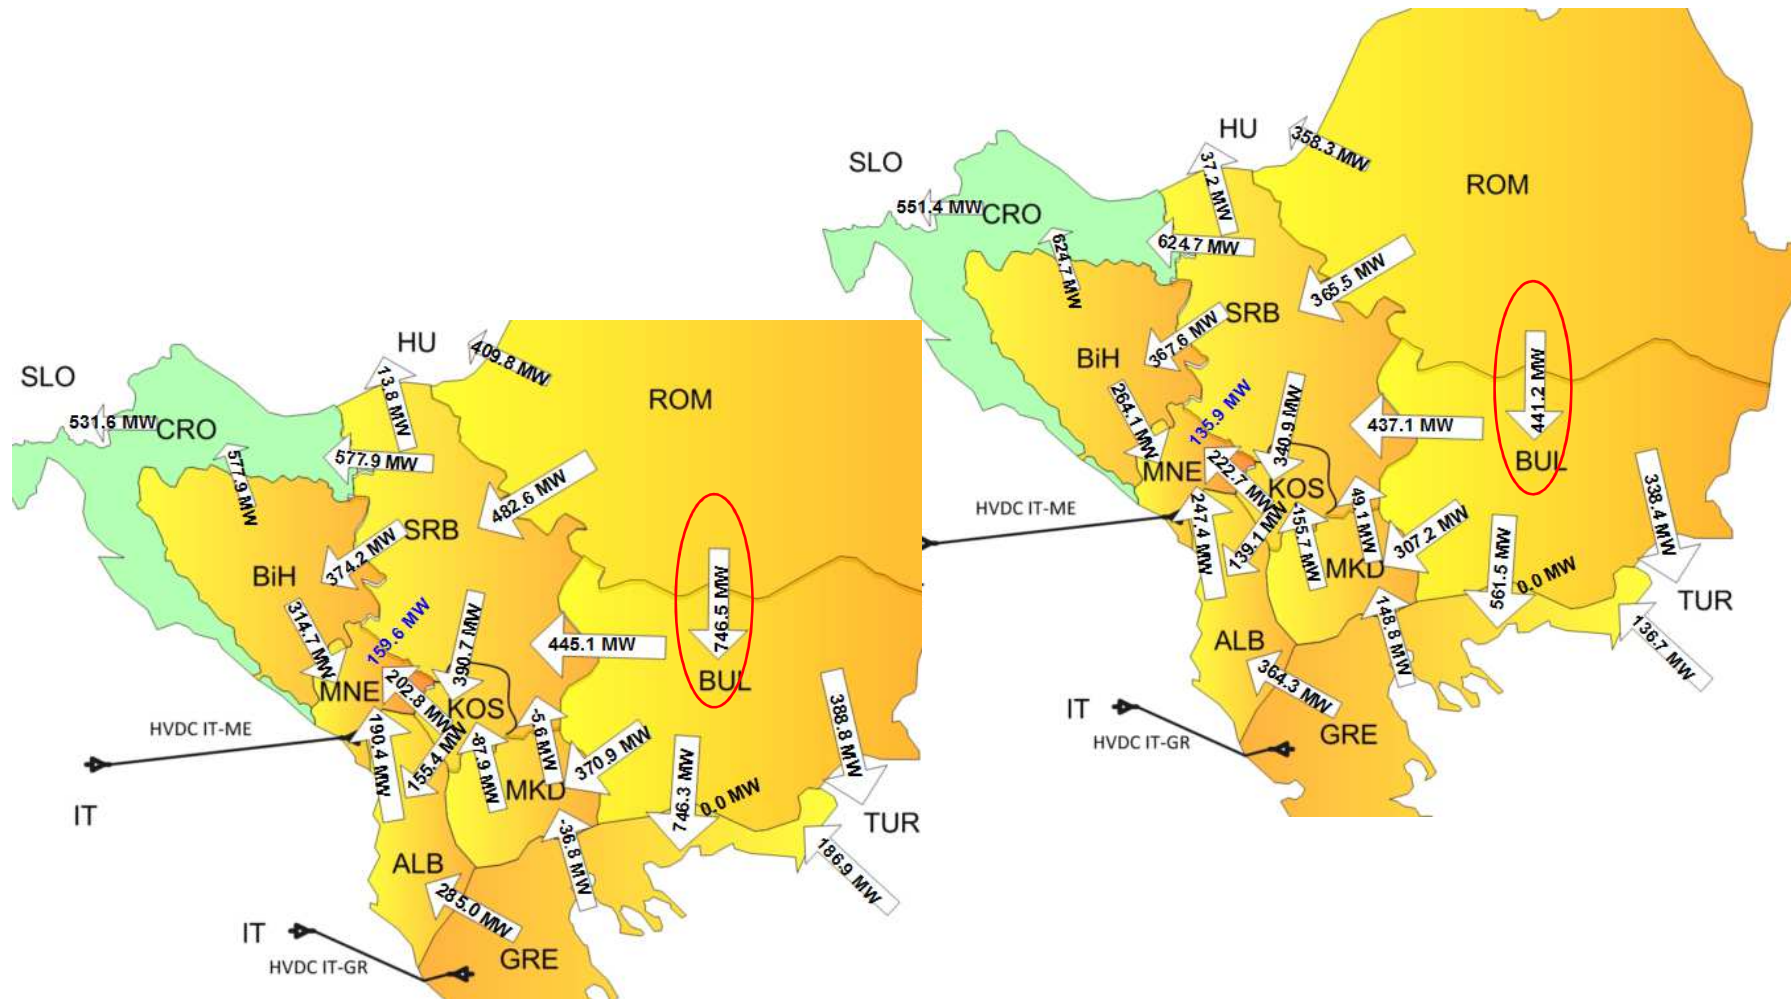 HU
409.8 MW
SLO
13.8 MW
ROM
531.6 MW
CRO
577.9 MW
577.9 MW
482.6 MW
SRB
374.2 MW
BiH
746.5 MW
314.7 MW
159.6 MW
390.7 MW
445.1 MW
BUL
MNE
202.8 MW
KOS
HVDC IT-ME
190.4 MW
155.4 MW
-87.9 MW
-5.6 MW
370.9 MW
388.8 MW
MKD
746.3 MW
0.0 MW
IT
TUR
ALB
-36.8 MW
186.9 MW
285.0 MW
IT
HVDC IT-GR
GRE
HU
358.3 MW
SLO
37.2 MW
ROM
551.4 MW
CRO
624.7 MW
624.7 MW
365.5 MW
SRB
367.6 MW
BiH
441.2 MW
264.1 MW
135.9 MW
340.9 MW
437.1 MW
BUL
MNE
222.7 MW
KOS
HVDC IT-ME
247.4 MW
139.1 MW
-155.7 MW
49.1 MW
307.2 MW
338.4 MW
MKD
561.5 MW
0.0 MW
TUR
ALB
148.8 MW
136.7 MW
364.3 MW
IT
HVDC IT-GR
GRE